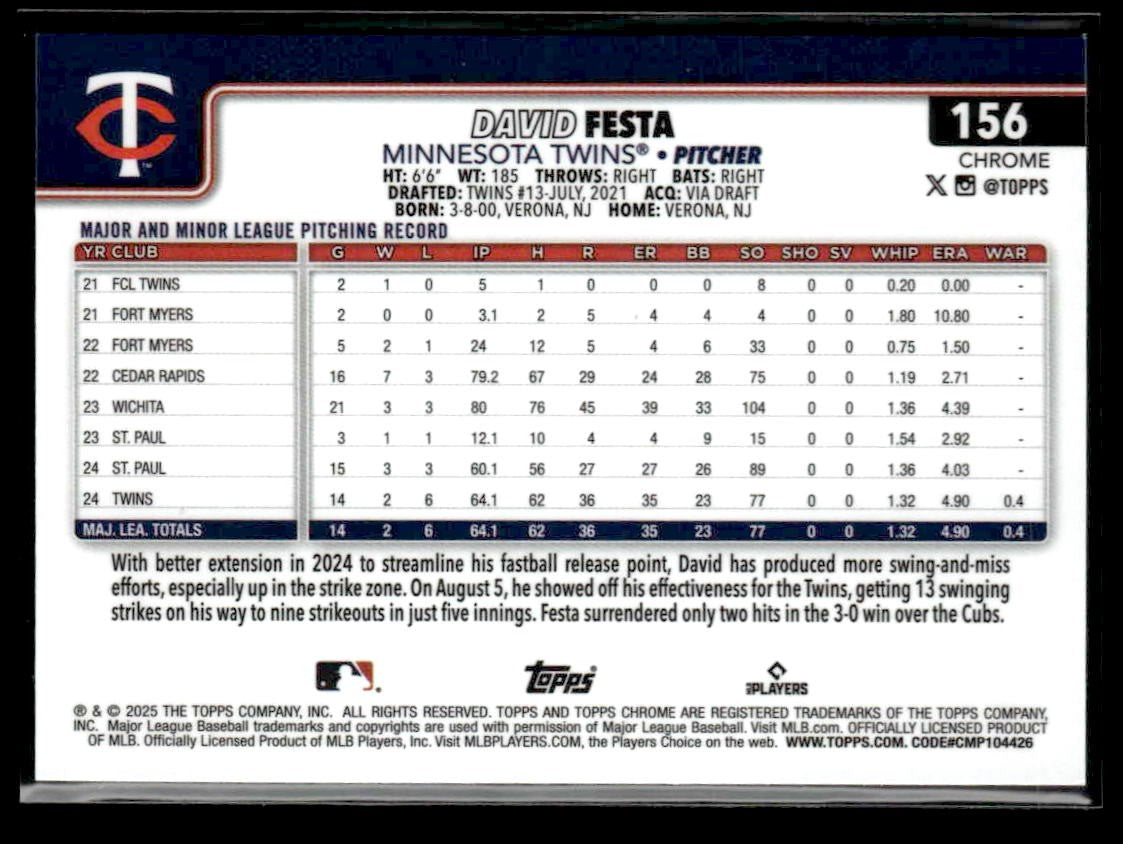 TC
TM
156
DAVID FESTA
MINNESOTA TWINS® • PITCHER
CHROME
HT: 6'6" WT: 185 THROWS: RIGHT BATS: RIGHT
X @TOPPS
DRAFTED: TWINS #13-JULY, 2021 ACQ: VIA DRAFT
BORN: 3-8-00, VERONA, NJ HOME: VERONA, NJ
MAJOR AND MINOR LEAGUE PITCHING RECORD
YR CLUB G W L IP H R ER BB SO SHO SV WHIP ERA WAR
21 FCL TWINS 2 1 0 5 1 0 0 0 8 0 0 0.20 0.00 -
21 FORT MYERS 2 0 0 3.1 2 5 4 4 4 0 0 1.80 10.80 -
22 FORT MYERS 5 2 1 24 12 5 4 6 33 0 0 0.75 1.50 -
22 CEDAR RAPIDS 16 7 3 79.2 67 29 24 28 75 0 0 1.19 2.71 -
23 WICHITA 21 3 3 80 76 45 39 33 104 0 0 1.36 4.39 -
23 ST. PAUL 3 1 1 12.1 10 4 4 9 15 0 0 1.54 2.92 -
24 ST. PAUL 15 3 3 60.1 56 27 27 26 89 0 0 1.36 4.03 -
24 TWINS 14 2 6 64.1 62 36 35 23 77 0 0 1.32 4.90 0.4
MAJ. LEA. TOTALS 14 2 6 64.1 62 36 35 23 77 0 0 1.32 4.90 0.4
With better extension in 2024 to streamline his fastball release point, David has produced more swing-and-miss
efforts, especially up in the strike zone. On August 5, he showed off his effectiveness for the Twins, getting 13 swinging
strikes on his way to nine strikeouts in just five innings. Festa surrendered only two hits in the 3-0 win over the Cubs.
Topps®
PLAYERS
® & © 2025 THE TOPPS COMPANY, INC. ALL RIGHTS RESERVED. TOPPS AND TOPPS CHROME ARE REGISTERED TRADEMARKS OF THE TOPPS COMPANY,
INC. Major League Baseball trademarks and copyrights are used with permission of Major League Baseball. Visit MLB.com. OFFICIALLY LICENSED PRODUCT
OF MLB. Officially Licensed Product of MLB Players, Inc. Visit MLBPLAYERS.COM, the Players Choice on the web. WWW.TOPPS.COM. CODE#CMP104426